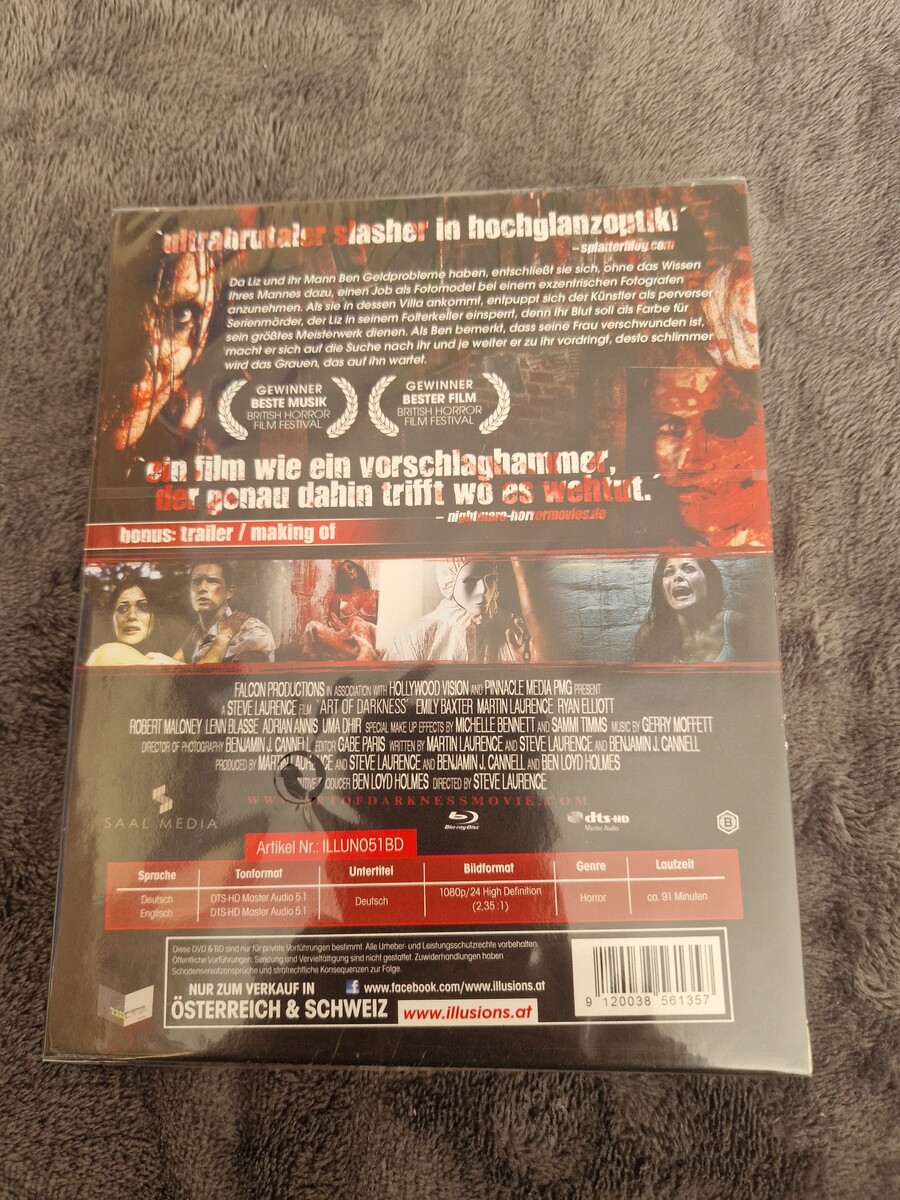 `ultrabrutaler slasher in hochglanzoptik!´
– splatterblog.com
Da Liz und ihr Mann Ben Geldprobleme haben, entschließt sie sich, ohne das Wissen
Ihres Mannes dazu, einen Job als Fotomodel bei einem exzentrischen Fotografen
anzunehmen. Als sie in dessen Villa ankommt, entpuppt sich der Künstler als perverser
Serienmörder, der Liz in seinem Folterkeller einsperrt, denn ihr Blut soll als Farbe für
sein größtes Meisterwerk dienen. Als Ben bemerkt, dass seine Frau verschwunden ist,
macht er sich auf die Suche nach ihr und je weiter er zu ihr vordringt, desto schlimmer
wird das Grauen, das auf ihn wartet.
GEWINNER
BESTE MUSIK
BRITISH HORROR
FILM FESTIVAL
GEWINNER
BESTER FILM
BRITISH HORROR
FILM FESTIVAL
`ein film wie ein vorschlaghammer,
der genau dahin trifft wo es wehtut.´
– nightmare-horrormovies.de
bonus: trailer / making of
FALCON PRODUCTIONS IN ASSOCIATION WITH HOLLYWOOD VISION AND PINNACLE MEDIA PMG PRESENT
A STEVE LAURENCE FILM 'ART OF DARKNESS' EMILY BAXTER MARTIN LAURENCE RYAN ELLIOTT
ROBERT MALONEY LENN BLASSE ADRIAN ANNIS UMA DHIR SPECIAL MAKE UP EFFECTS BY MICHELLE BENNETT AND SAMMI TIMMS MUSIC BY GERRY MOFFETT
DIRECTOR OF PHOTOGRAPHY BENJAMIN J. CANNELL EDITOR GABE PARIS WRITTEN BY MARTIN LAURENCE AND STEVE LAURENCE AND BENJAMIN J. CANNELL
PRODUCED BY MARTIN LAURENCE AND STEVE LAURENCE AND BENJAMIN J. CANNELL AND BEN LOYD HOLMES
PRODUCER BEN LOYD HOLMES DIRECTED BY STEVE LAURENCE
WWW.ARTOFDARKNESSMOVIE.COM
SAAL MEDIA
Blu-ray Disc
dts-HD
Master Audio
B
Artikel Nr.: ILLUN051BD
Sprache Tonformat Untertitel Bildformat Genre Laufzeit
Deutsch DTS-HD Master Audio 5.1 Deutsch 1080p/24 High Definition Horror ca. 91 Minuten
Englisch DTS-HD Master Audio 5.1 (2,35:1)
Diese DVD & BD sind nur für private Vorführungen bestimmt. Alle Urheber- und Leistungsschutzrechte vorbehalten.
Öffentliche Vorführungen, Sendung und Vervielfältigung sind nicht gestattet. Zuwiderhandlungen haben
Schadensersatzansprüche und strafrechtliche Konsequenzen zur Folge.
NUR ZUM VERKAUF IN
ÖSTERREICH & SCHWEIZ
f www.facebook.com/www.illusions.at
www.illusions.at
9 120038 561357